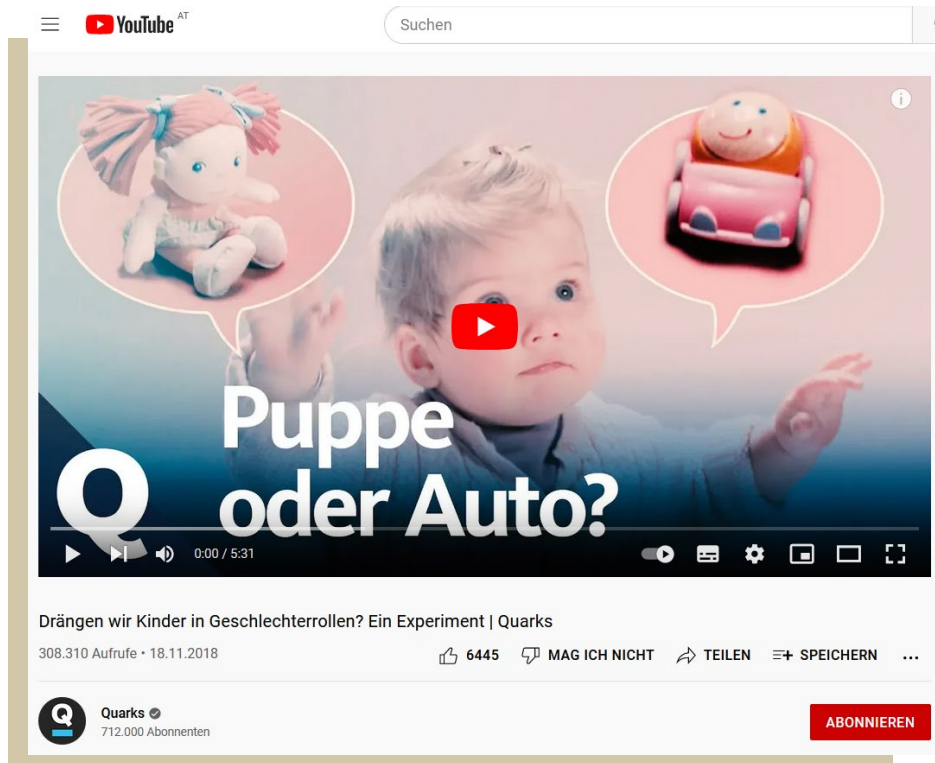 YouTube AT
Suchen
Puppe
oder Auto?
Q
0:00 / 5:31
Drängen wir Kinder in Geschlechterrollen? Ein Experiment | Quarks
308.310 Aufrufe • 18.11.2018
6445 MAG ICH NICHT TEILEN SPEICHERN ...
Q
Quarks
712.000 Abonnenten
ABONNIEREN